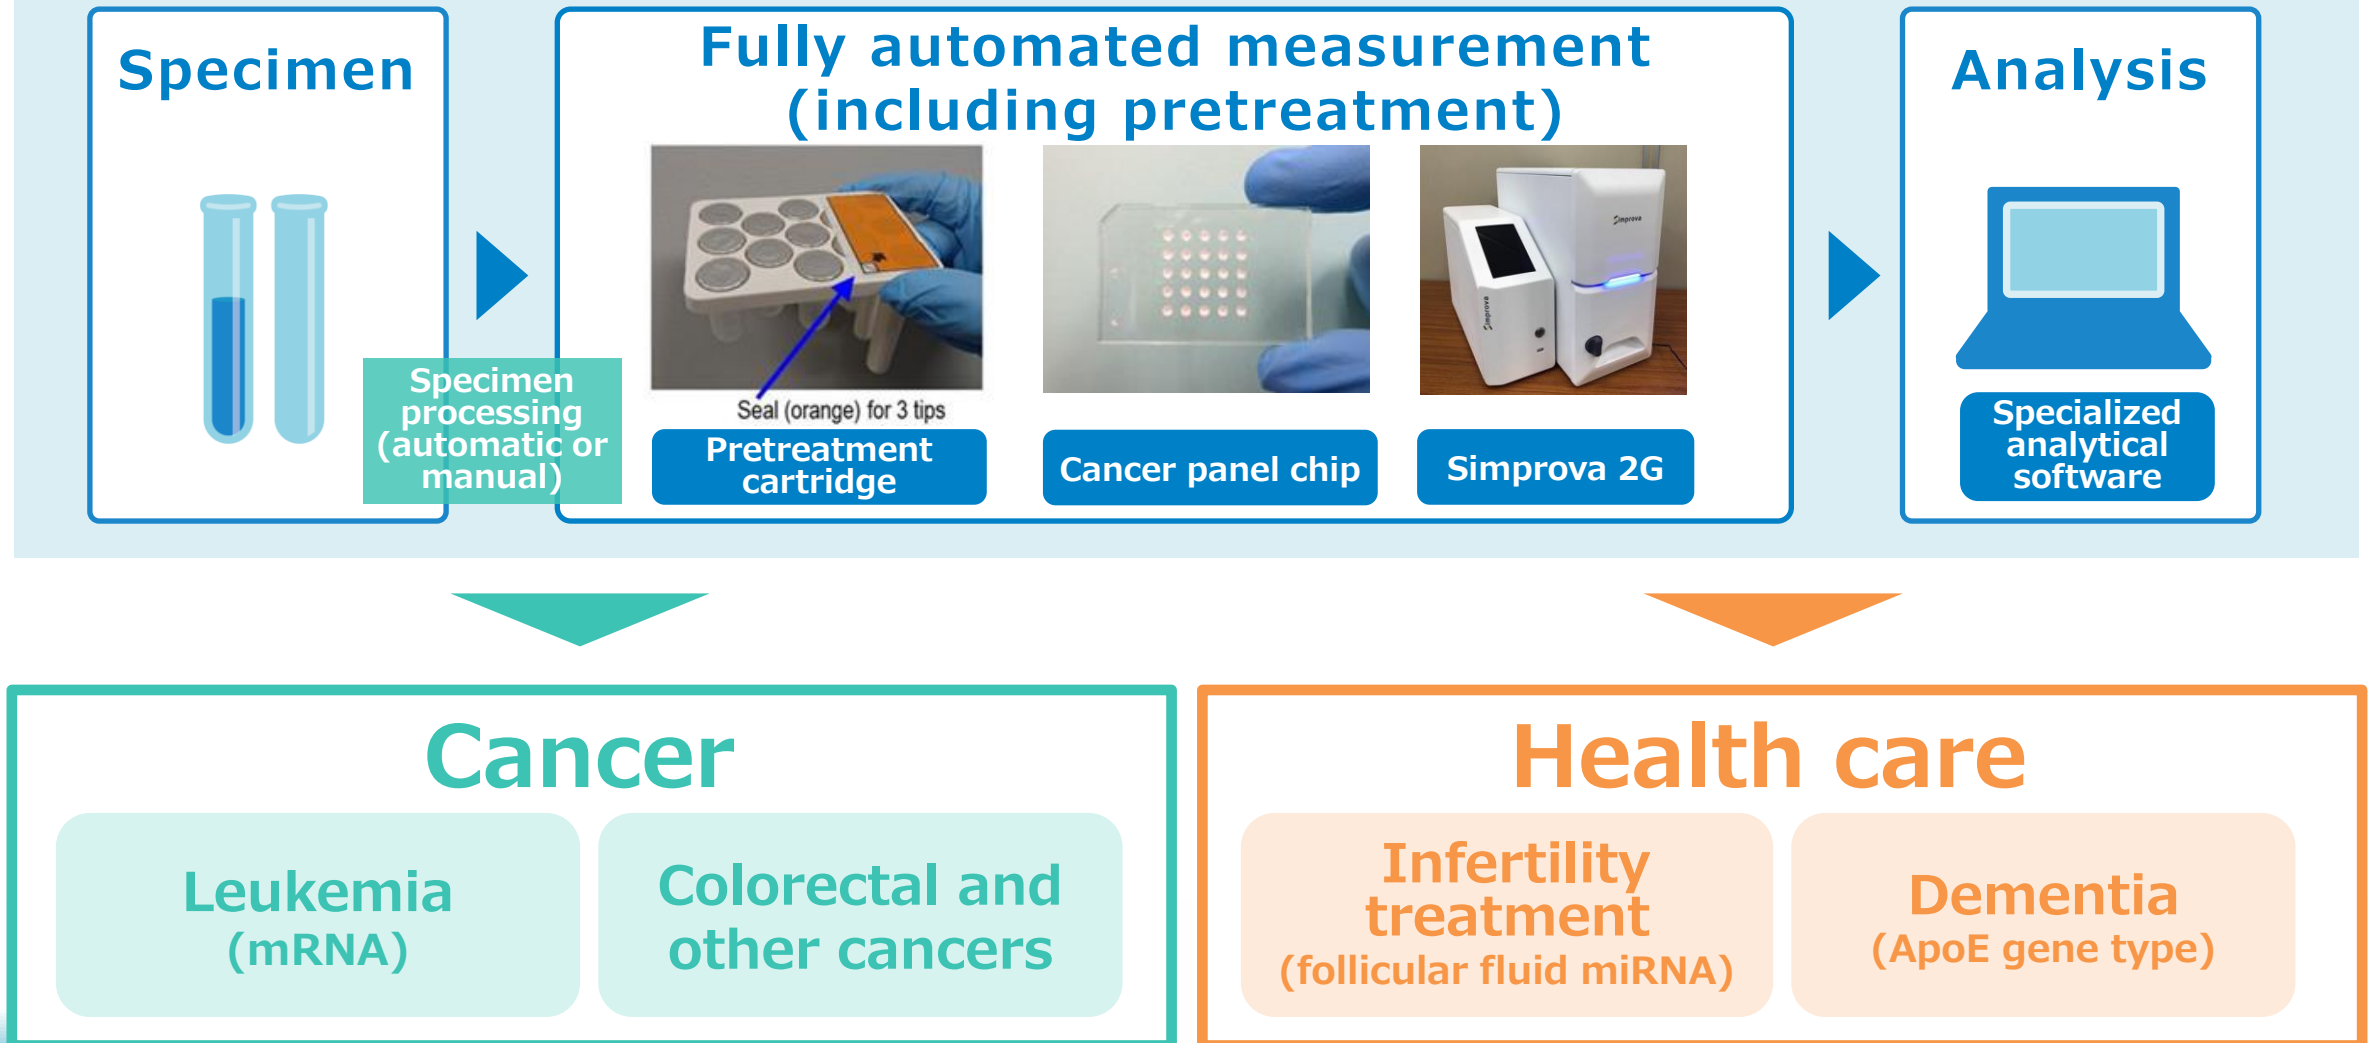 Specimen
Fully automated measurement
(including pretreatment)
Analysis
Simprova
Simprova
Specimen
processing
(automatic or
manual)
Seal (orange) for 3 tips
Pretreatment
cartridge
Cancer panel chip
Simprova 2G
Specialized
analytical
software
Cancer
Leukemia
(mRNA)
Colorectal and
other cancers
Health care
Infertility
treatment
(follicular fluid miRNA)
Dementia
(ApoE gene type)